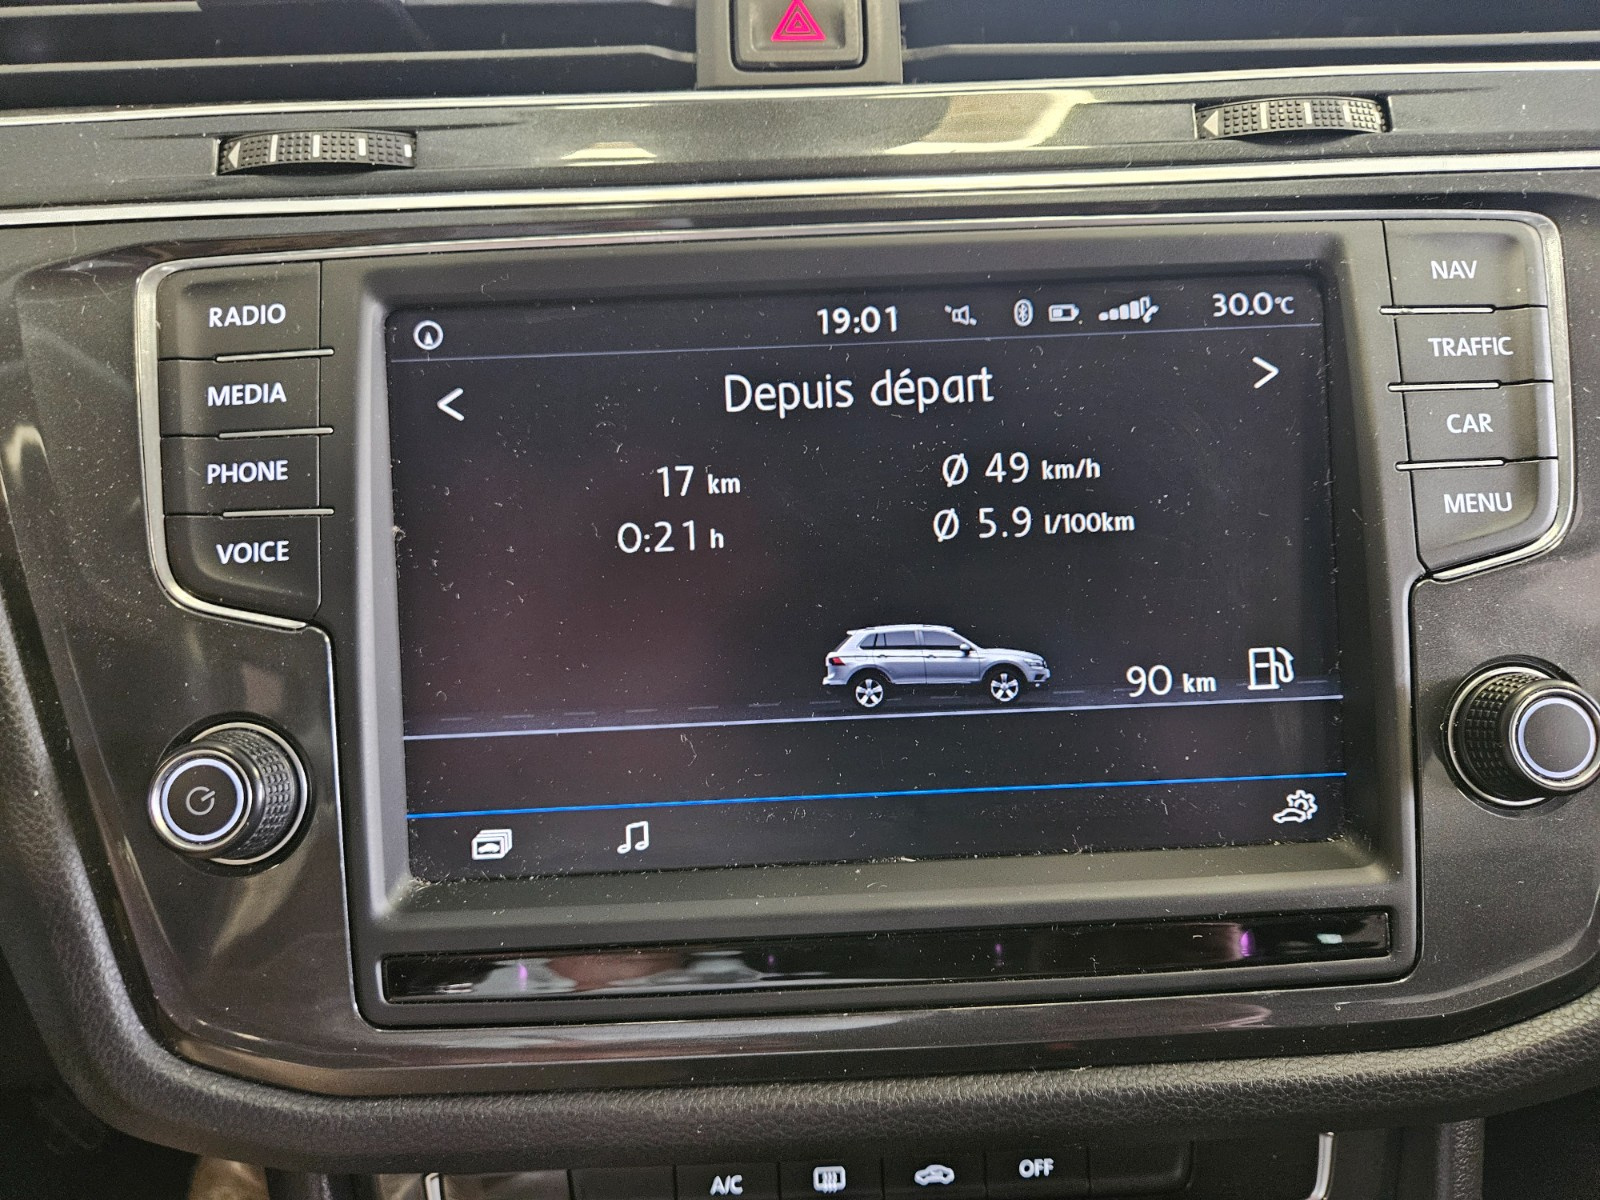 19:01 30.0°C
Depuis départ
17 km Ø 49 km/h
0:21 h Ø 5.9 l/100km
90 km
RADIO
MEDIA
PHONE
VOICE
NAV
TRAFFIC
CAR
MENU
A/C OFF